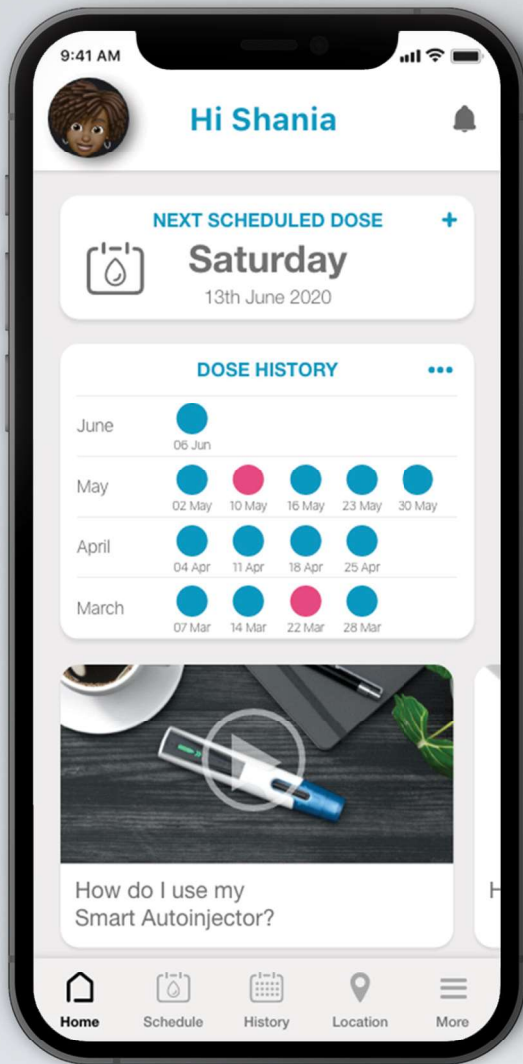 9:41 AM
Hi Shania
NEXT SCHEDULED DOSE +
Saturday
13th June 2020
DOSE HISTORY
June
06 Jun
May
02 May 10 May 16 May 23 May 30 May
April
04 Apr 11 Apr 18 Apr 25 Apr
March
07 Mar 14 Mar 22 Mar 28 Mar
How do I use my
Smart Autoinjector?
H
Home Schedule History Location More